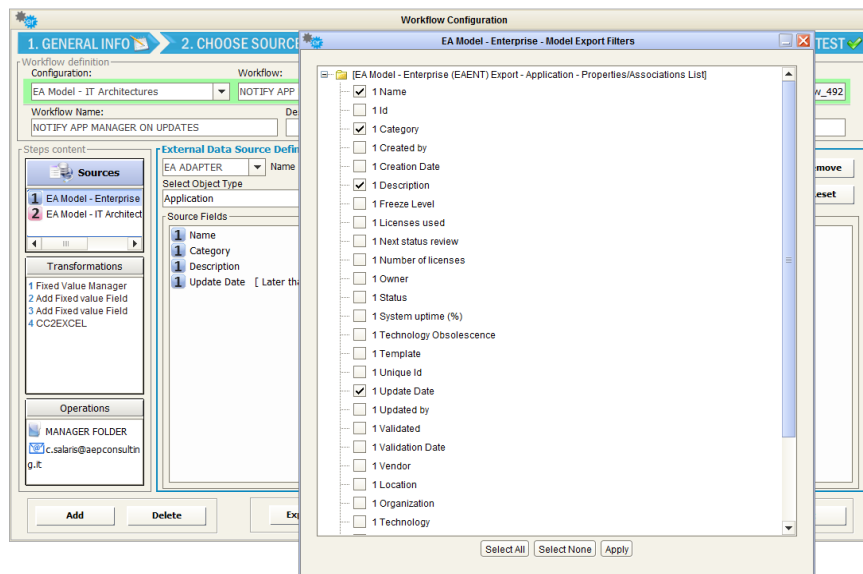 Workflow Configuration
1. GENERAL INFO
2. CHOOSE SOURCE
TEST
Workflow definition
Configuration:
Workflow:
EA Model - IT Architectures
NOTIFY APP
w_492
Workflow Name:
De
NOTIFY APP MANAGER ON UPDATES
Steps content
Sources
1 EA Model - Enterprise
2 EA Model - IT Architect
Transformations
1 Fixed Value Manager
2 Add Fixed value Field
3 Add Fixed value Field
4 CC2EXCEL
Operations
MANAGER FOLDER
c.salaris@aepconsultin
g.it
External Data Source Defin
EA ADAPTER
Name
Select Object Type
Application
Source Fields
1 Name
1 Category
1 Description
1 Update Date [ Later tha
move
eset
Add
Delete
Exp
EA Model - Enterprise - Model Export Filters
[EA Model - Enterprise (EAENT) Export - Application - Properties/Associations List]
1 Name
1 Id
1 Category
1 Created by
1 Creation Date
1 Description
1 Freeze Level
1 Licenses used
1 Next status review
1 Number of licenses
1 Owner
1 Status
1 System uptime (%)
1 Technology Obsolescence
1 Template
1 Unique Id
1 Update Date
1 Updated by
1 Validated
1 Validation Date
1 Vendor
1 Location
1 Organization
1 Technology
Select All
Select None
Apply